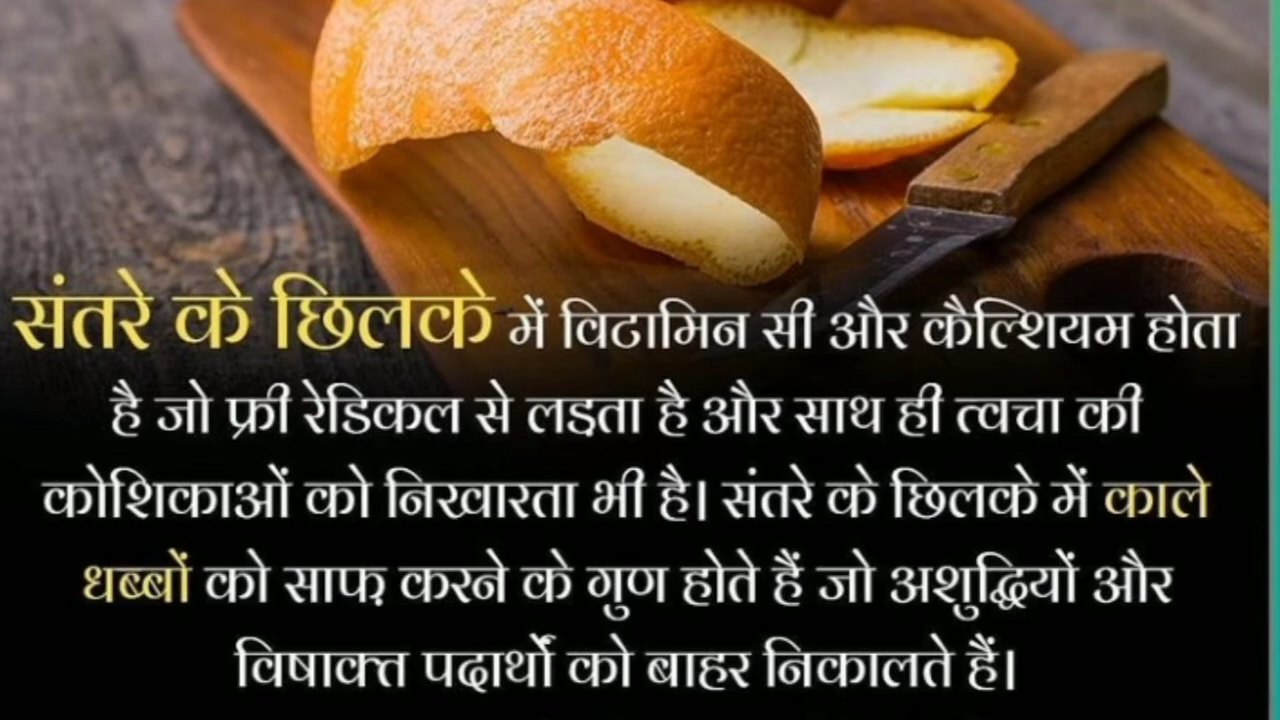 संतरे के छिलके में विटामिन सी और कैल्शियम होता
है जो फ्री रेडिकल से लड़ता है और साथ ही त्वचा की
कोशिकाओं को निखारता भी है। संतरे के छिलके में काले
धब्बों को साफ़ करने के गुण होते हैं जो अशुद्धियों और
विषाक्त पदार्थों को बाहर निकालते हैं।